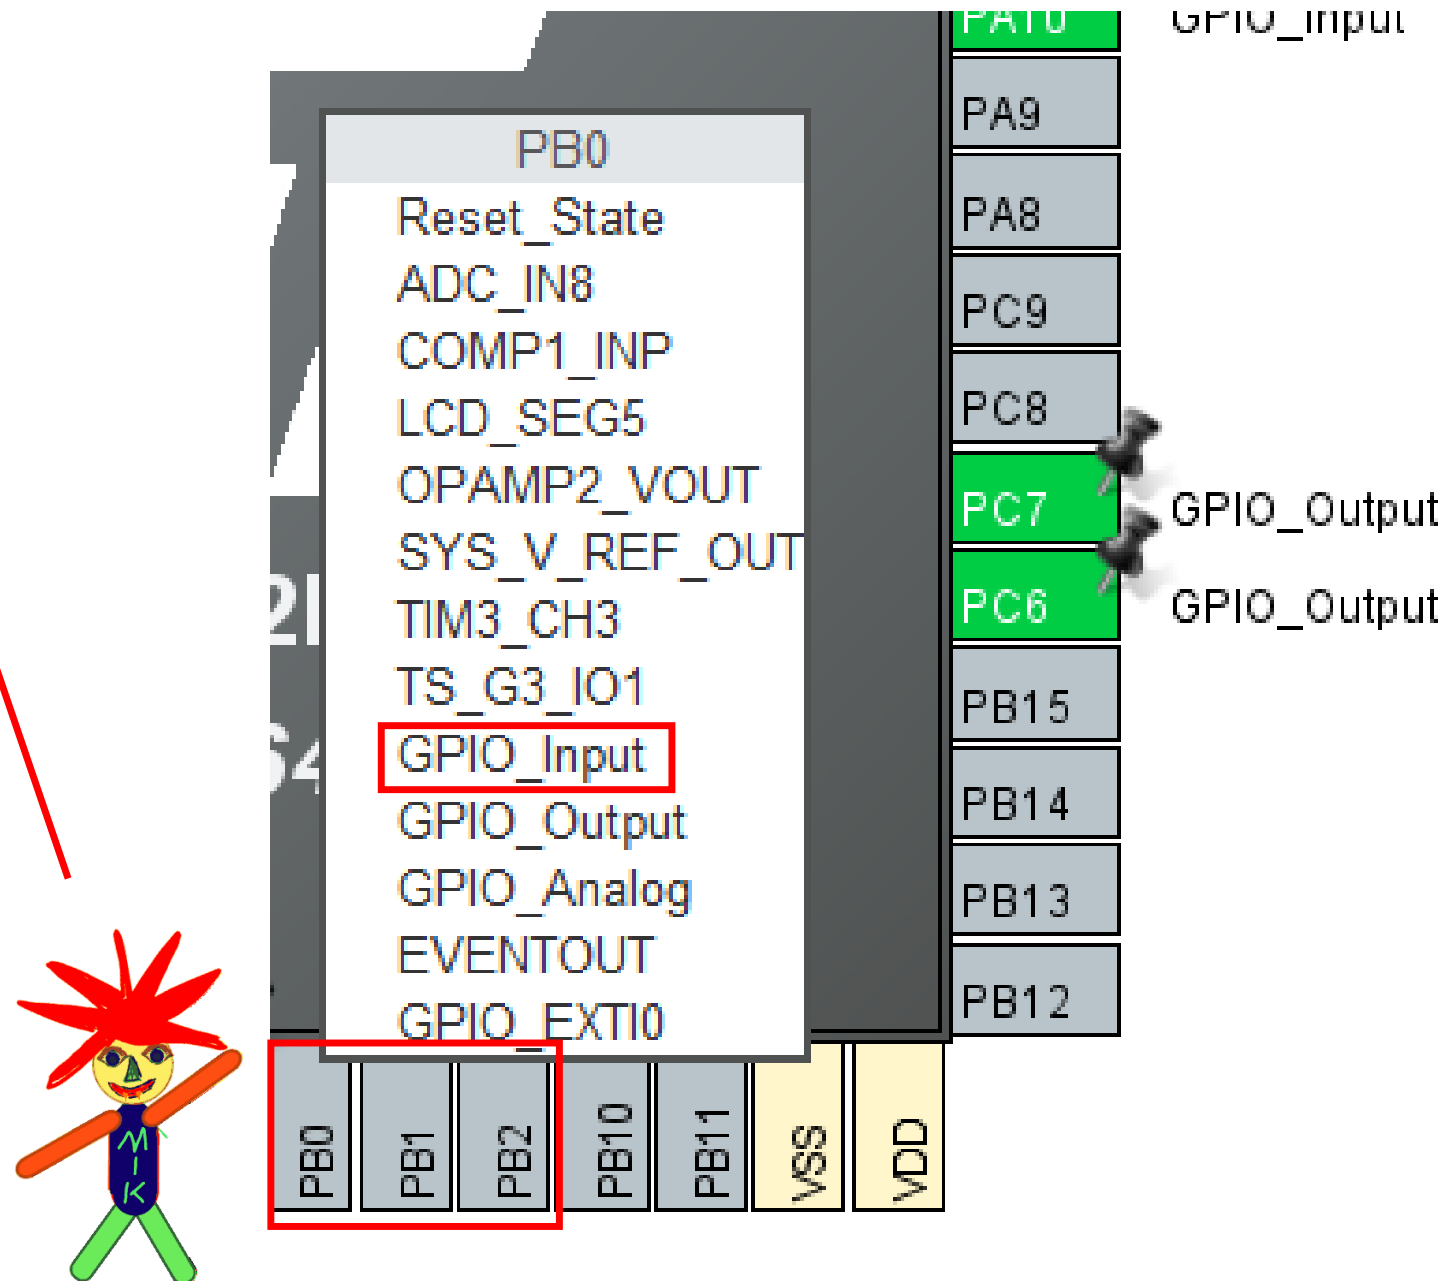 PA10 GPIO_Input
PA9
PB0
PA8
Reset_State
ADC_IN8
PC9
COMP1_INP
PC8
LCD_SEG5
OPAMP2_VOUT
PC7 GPIO_Output
SYS_V_REF_OUT
TIM3_CH3
PC6 GPIO_Output
TS_G3_IO1
PB15
GPIO_Input
GPIO_Output
PB14
GPIO_Analog
PB13
EVENTOUT
PB12
GPIO_EXTI0
PB0 PB1 PB2 PB10 PB11 VSS VDD
MIK